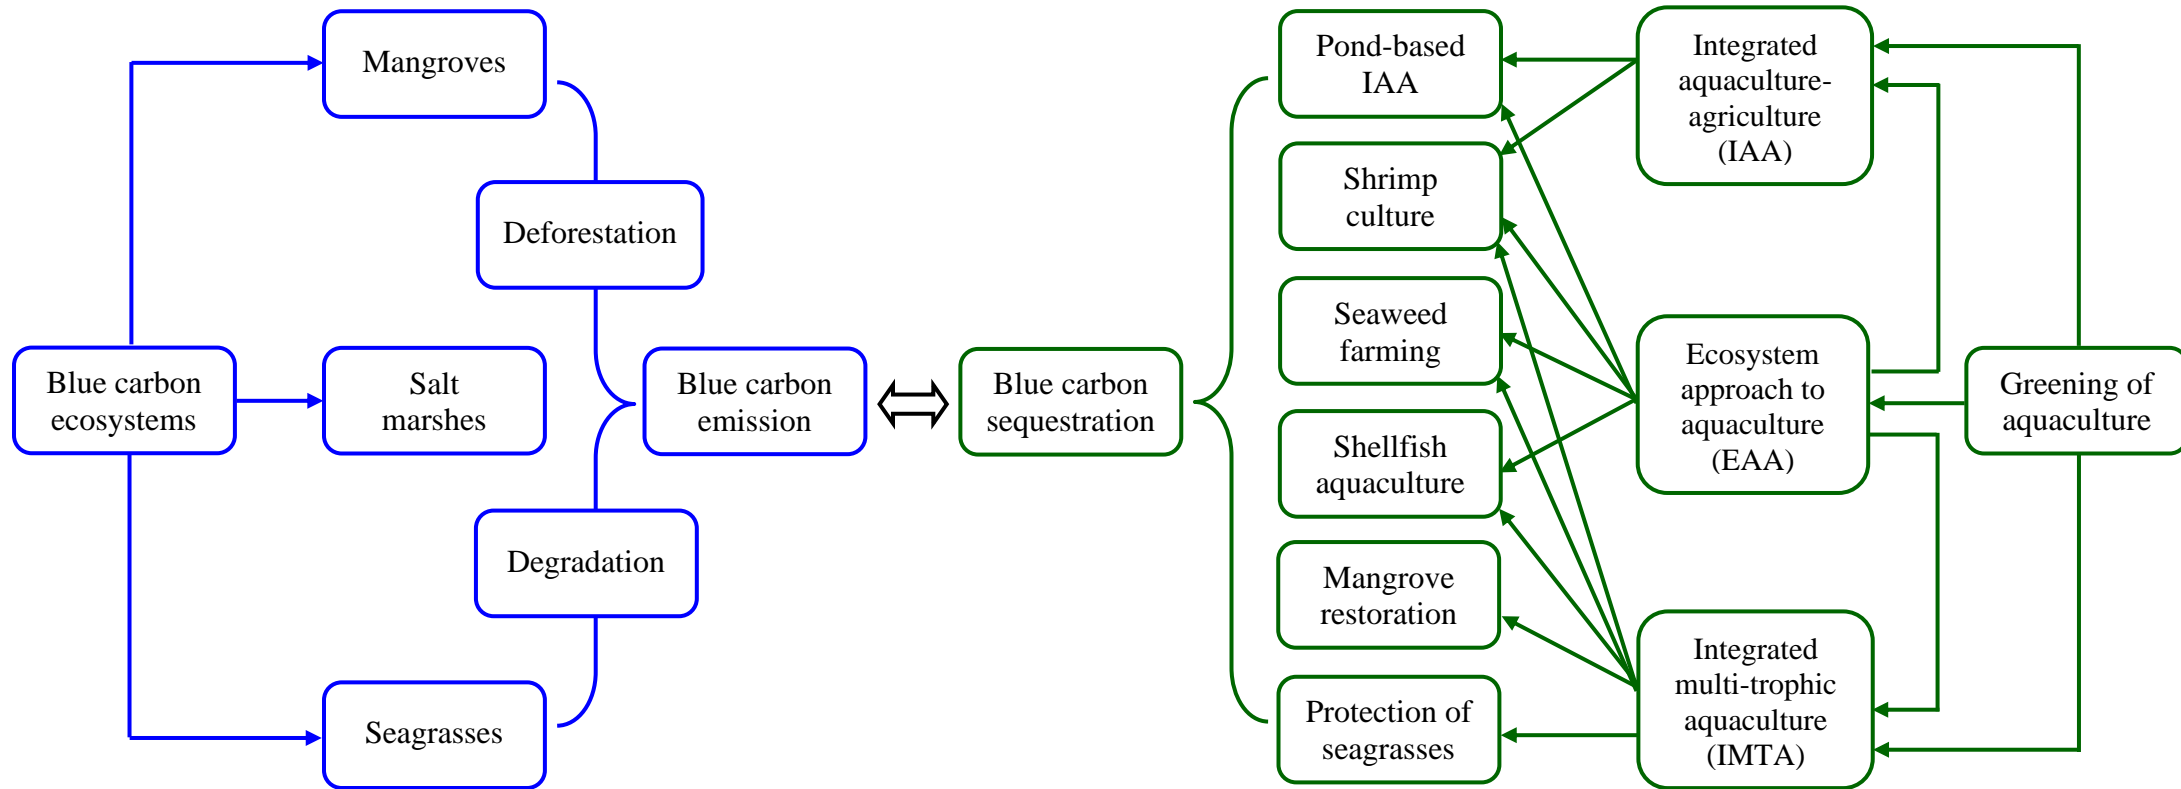 Mangroves
Deforestation
Blue carbon
ecosystems
Salt
marshes
Blue carbon
emission
Degradation
Seagrasses
Blue carbon
sequestration
Pond-based
IAA
Shrimp
culture
Seaweed
farming
Shellfish
aquaculture
Mangrove
restoration
Protection of
seagrasses
Integrated
aquaculture-
agriculture
(IAA)
Ecosystem
approach to
aquaculture
(EAA)
Integrated
multi-trophic
aquaculture
(IMTA)
Greening of
aquaculture